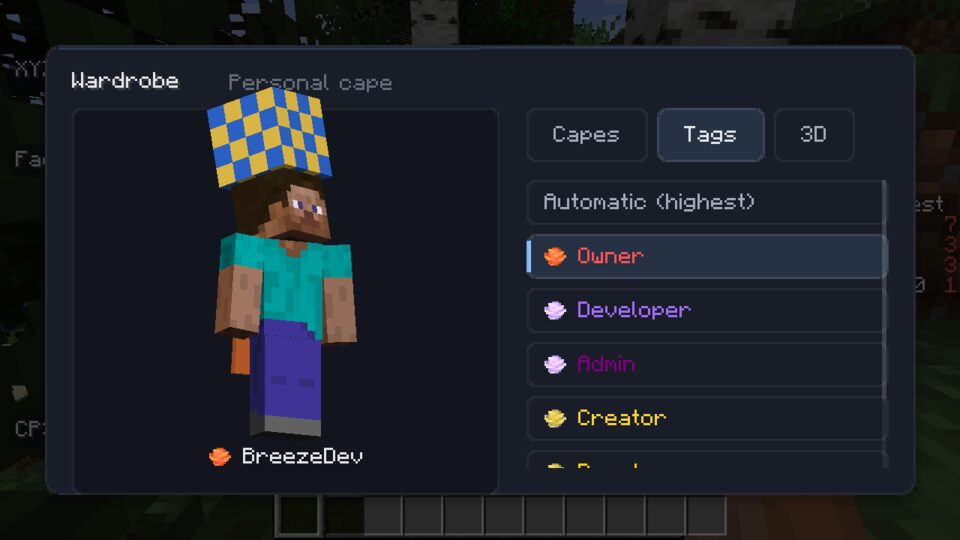 Wardrobe
Personal cape
Capes
Tags
3D
Automatic (highest)
Owner
Developer
Admin
Creator
BreezeDev